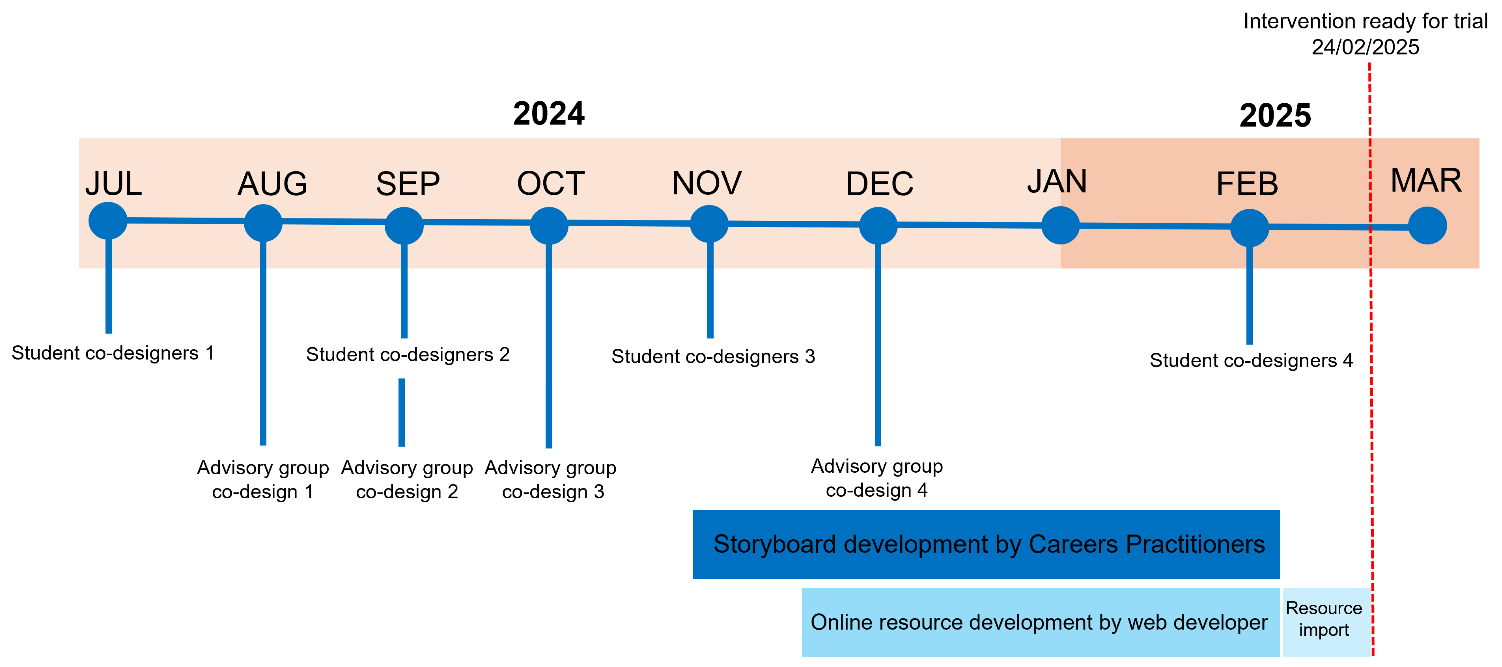 Intervention ready for trial
24/02/2025
2024
2025
JUL
AUG
SEP
OCT
NOV
DEC
JAN
FEB
MAR
Student co-designers 1
Student co-designers 2
Student co-designers 3
Student co-designers 4
Advisory group
co-design 1
Advisory group
co-design 2
Advisory group
co-design 3
Advisory group
co-design 4
Storyboard development by Careers Practitioners
Online resource development by web developer
Resource
import